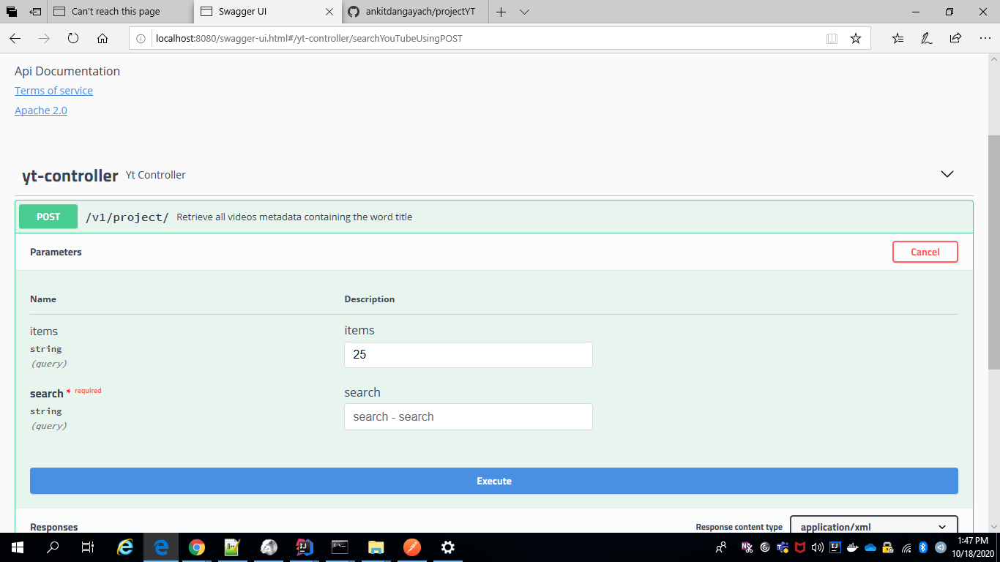 Can't reach this page
Swagger UI
ankitdangayach/projectYT
localhost:8080/swagger-ui.html#/yt-controller/searchYouTubeUsingPOST
Api Documentation
Terms of service
Apache 2.0
yt-controller Yt Controller
POST /v1/project/ Retrieve all videos metadata containing the word title
Parameters
Cancel
Name Description
items items
string 25
(query)
search * required search
string search - search
(query)
Execute
Responses Response content type application/xml
1:47 PM
10/18/2020